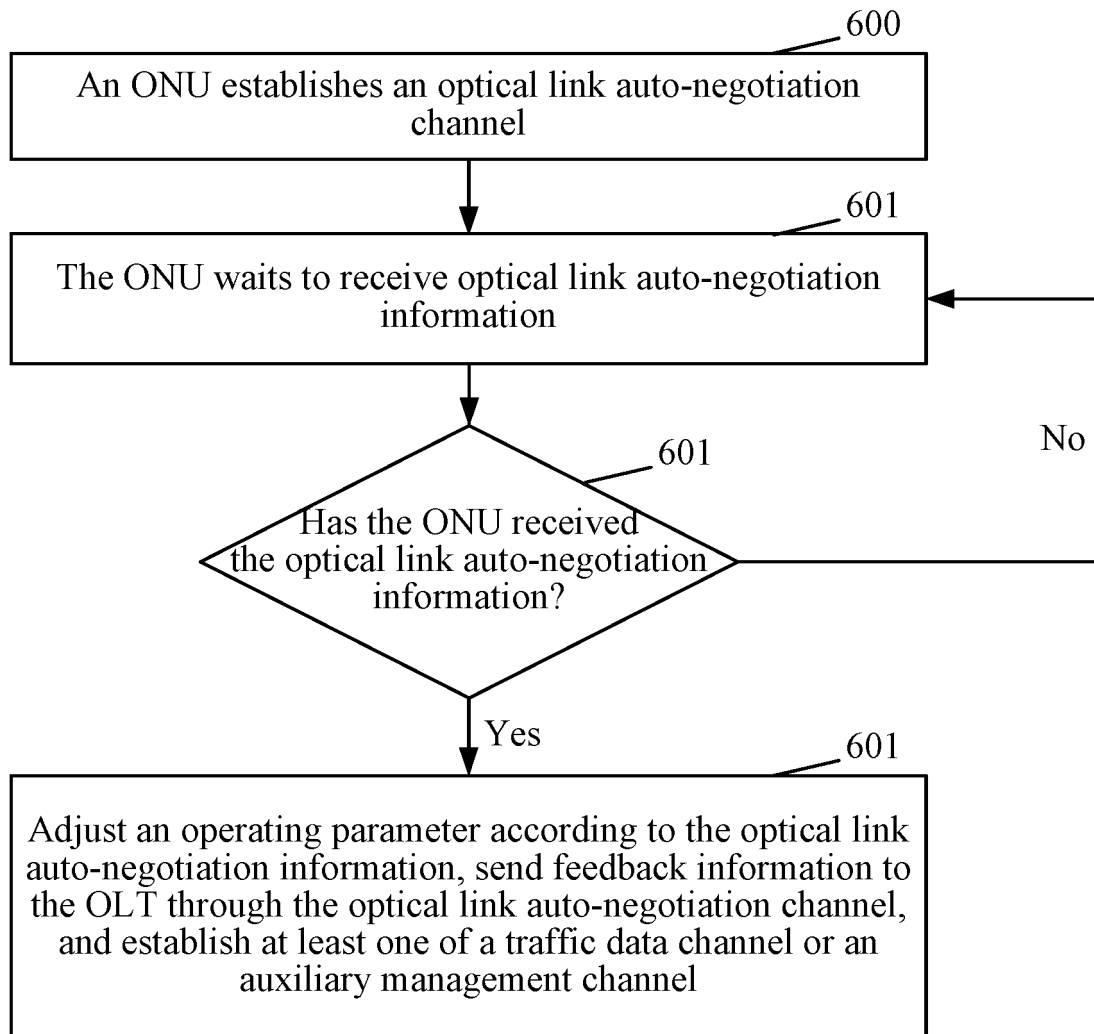 600
An ONU establishes an optical link auto-negotiation
channel
601
The ONU waits to receive optical link auto-negotiation
information
601
No
Has the ONU received
the optical link auto-negotiation
information?
Yes
601
Adjust an operating parameter according to the optical link
auto-negotiation information, send feedback information to
the OLT through the optical link auto-negotiation channel,
and establish at least one of a traffic data channel or an
auxiliary management channel